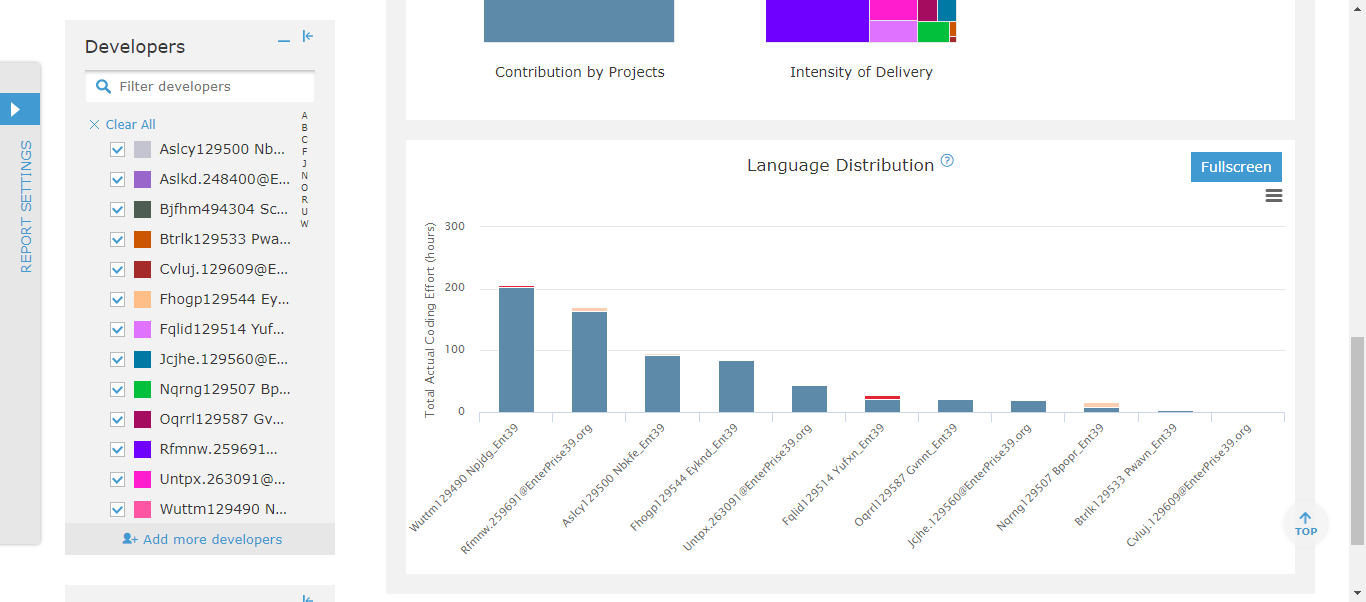 REPORT SETTINGS
Developers
Filter developers
Clear All
A
B
C
F
J
N
O
R
U
W
Aslcy129500 Nb...
Aslkd.248400@E...
Bjfhm494304 Sc...
Btrlk129533 Pwa...
Cvluj.129609@E...
Fhogp129544 Ey...
Fqlid129514 Yuf...
Jcjhe.129560@E...
Nqrng129507 Bp...
Oqrrl129587 Gv...
Rfmnw.259691...
Untpx.263091@...
Wuttm129490 N...
Add more developers
Contribution by Projects
Intensity of Delivery
Language Distribution ?
Fullscreen
Total Actual Coding Effort (hours)
300
200
100
0
Wuttm129490 Npjdg_Ent39
Rfmnw.259691@EnterPrise39.org
Aslcy129500 Nbkfe_Ent39
Fhogp129544 Eyknd_Ent39
Untpx.263091@EnterPrise39.org
Fqlid129514 Yufxn_Ent39
Oqrrl129587 Gvnnt_Ent39
Jcjhe.129560@EnterPrise39.org
Nqrng129507 Bpopr_Ent39
Btrlk129533 Pwavn_Ent39
Cvluj.129609@EnterPrise39.org
TOP